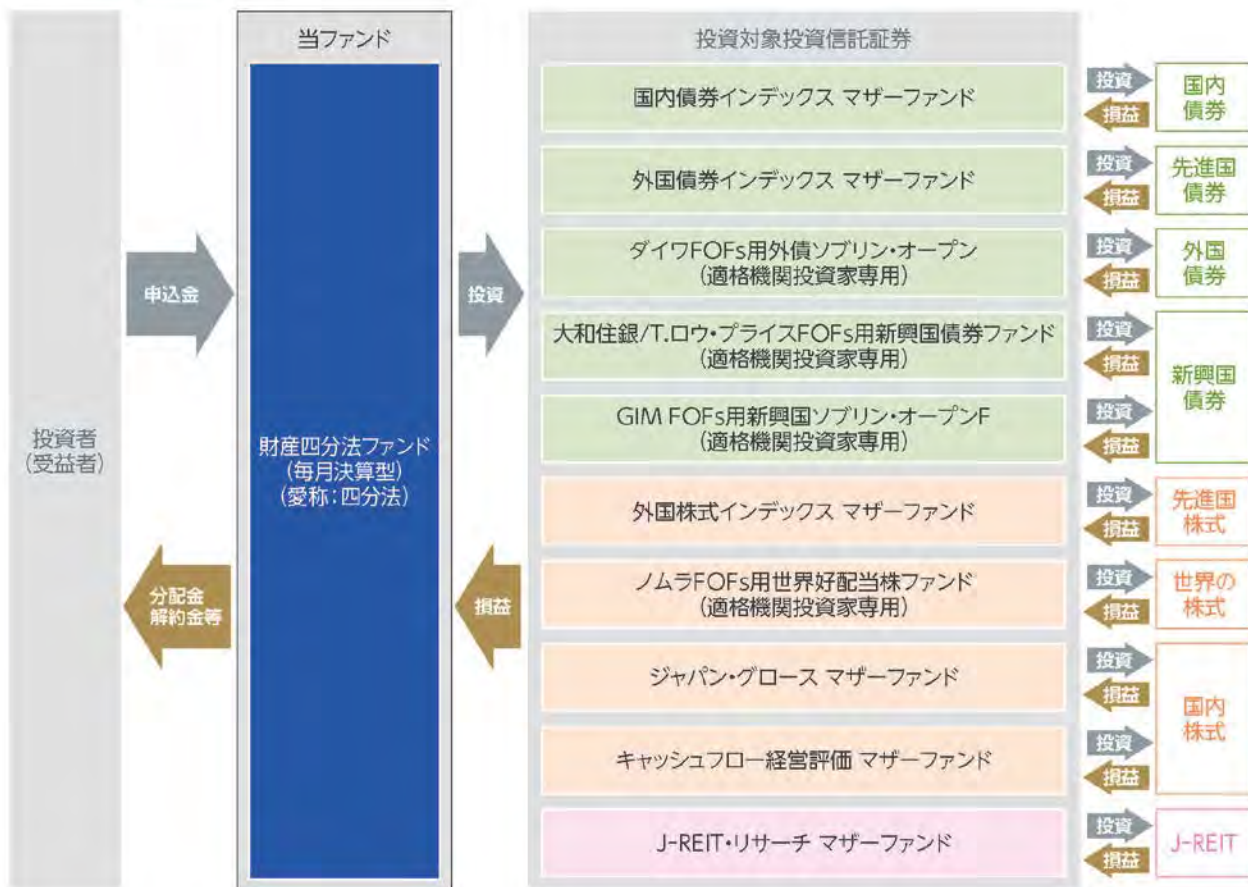 投資者
(受益者)
申込金
分配金
解約金等
当ファンド
財産四分法ファンド
(毎月決算型)
(愛称:四分法)
投資
損益
投資対象投資信託証券
国内債券インデックス マザーファンド
投資
損益
国内
債券
外国債券インデックス マザーファンド
投資
損益
先進国
債券
ダイワFOFs用外債ソブリン・オープン
(適格機関投資家専用)
投資
損益
外国
債券
大和住銀/T.ロウ・プライスFOFs用新興国債券ファンド
(適格機関投資家専用)
投資
損益
GIM FOFs用新興国ソブリン・オープンF
(適格機関投資家専用)
投資
損益
新興国
債券
外国株式インデックス マザーファンド
投資
損益
先進国
株式
ノムラFOFs用世界好配当株ファンド
(適格機関投資家専用)
投資
損益
世界の
株式
ジャパン・グロース マザーファンド
投資
損益
キャッシュフロー経営評価 マザーファンド
投資
損益
国内
株式
J-REIT・リサーチ マザーファンド
投資
損益
J-REIT